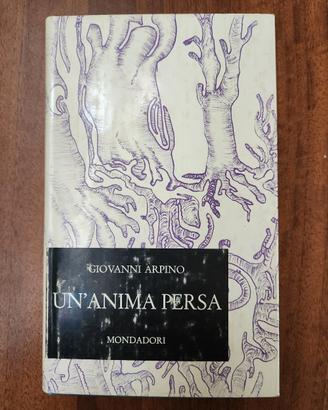 GIOVANNI ARPINO
UN'ANIMA PERSA
MONDADORI